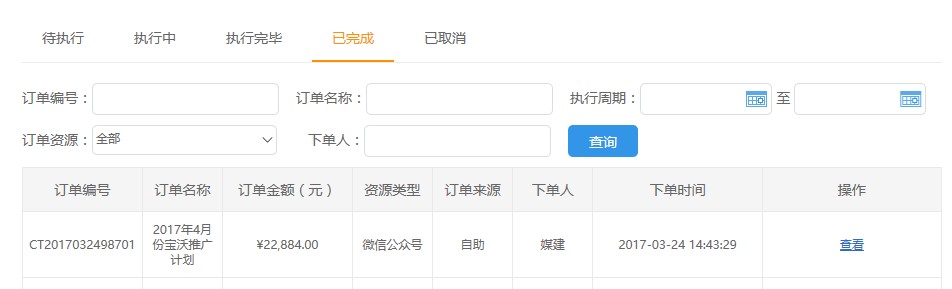 待执行 执行中 执行完毕 已完成 已取消
订单编号： 订单名称： 执行周期： 至
订单资源： 全部 下单人： 查询
订单编号 订单名称 订单金额（元） 资源类型 订单来源 下单人 下单时间 操作
CT2017032498701 2017年4月 ¥22,884.00 微信公众号 自助 媒建 2017-03-24 14:43:29 查看
份宝沃推广
计划